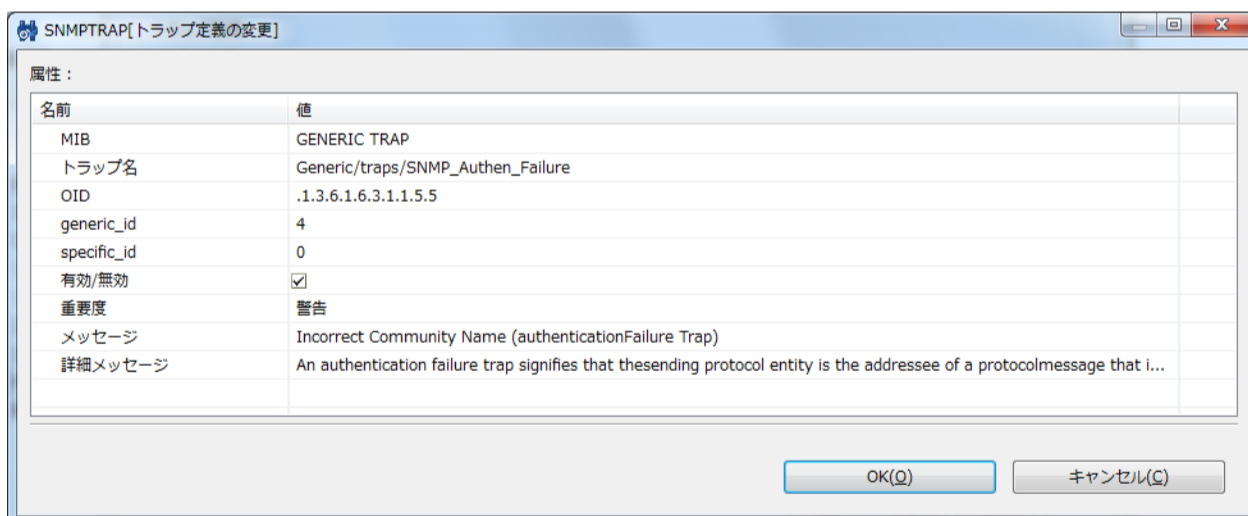 SNMPTRAP[トラップ定義の変更]
属性：
名前 値
MIB GENERIC TRAP
トラップ名 Generic/traps/SNMP_Authen_Failure
OID .1.3.6.1.6.3.1.1.5.5
generic_id 4
specific_id 0
有効/無効
重要度 警告
メッセージ Incorrect Community Name (authenticationFailure Trap)
詳細メッセージ An authentication failure trap signifies that thesending protocol entity is the addressee of a protocolmessage that i...
OK(O) キャンセル(C)